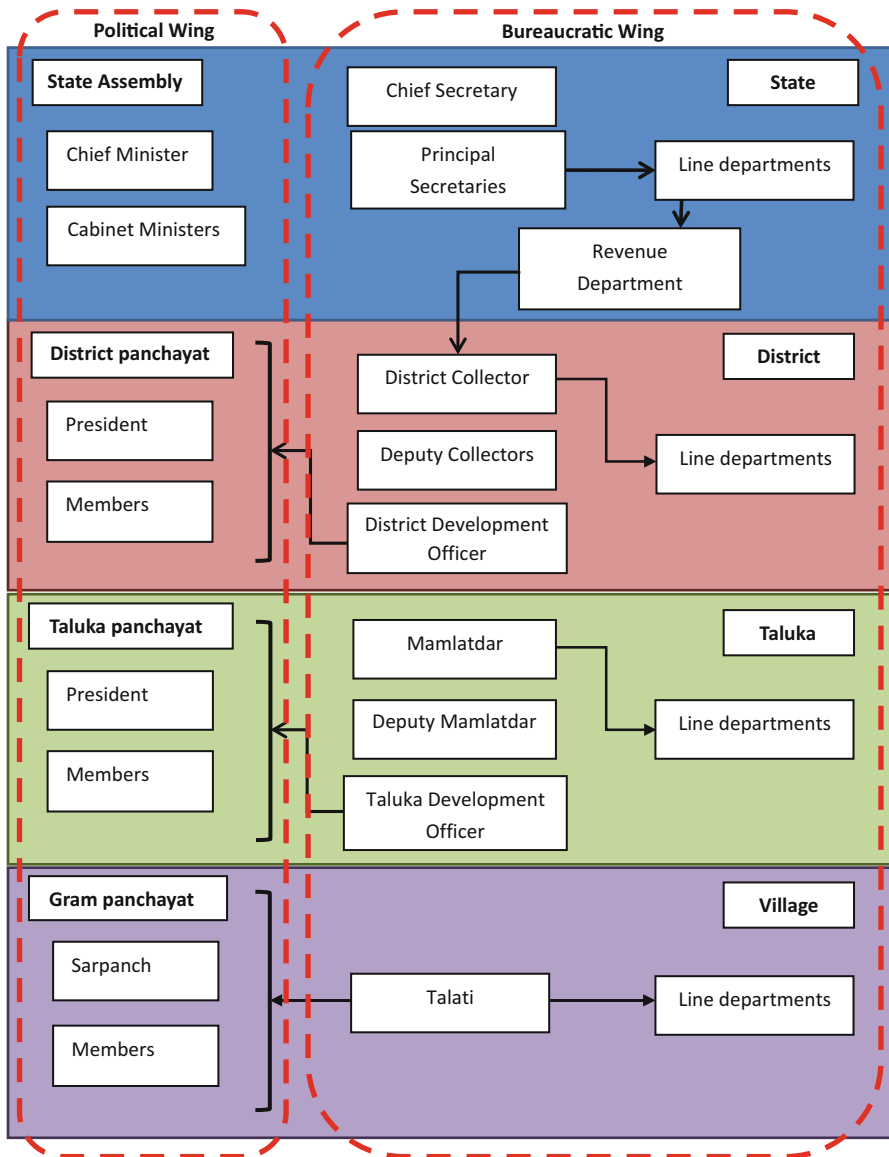 Political Wing
Bureaucratic Wing
State Assembly
Chief Minister
Cabinet Ministers
Chief Secretary
State
Principal
Secretaries
Line departments
Revenue
Department
District panchayat
President
Members
District Collector
District
Deputy Collectors
Line departments
District Development
Officer
Taluka panchayat
President
Members
Mamlatdar
Taluka
Deputy Mamlatdar
Line departments
Taluka Development
Officer
Gram panchayat
Sarpanch
Members
Village
Talati
Line departments